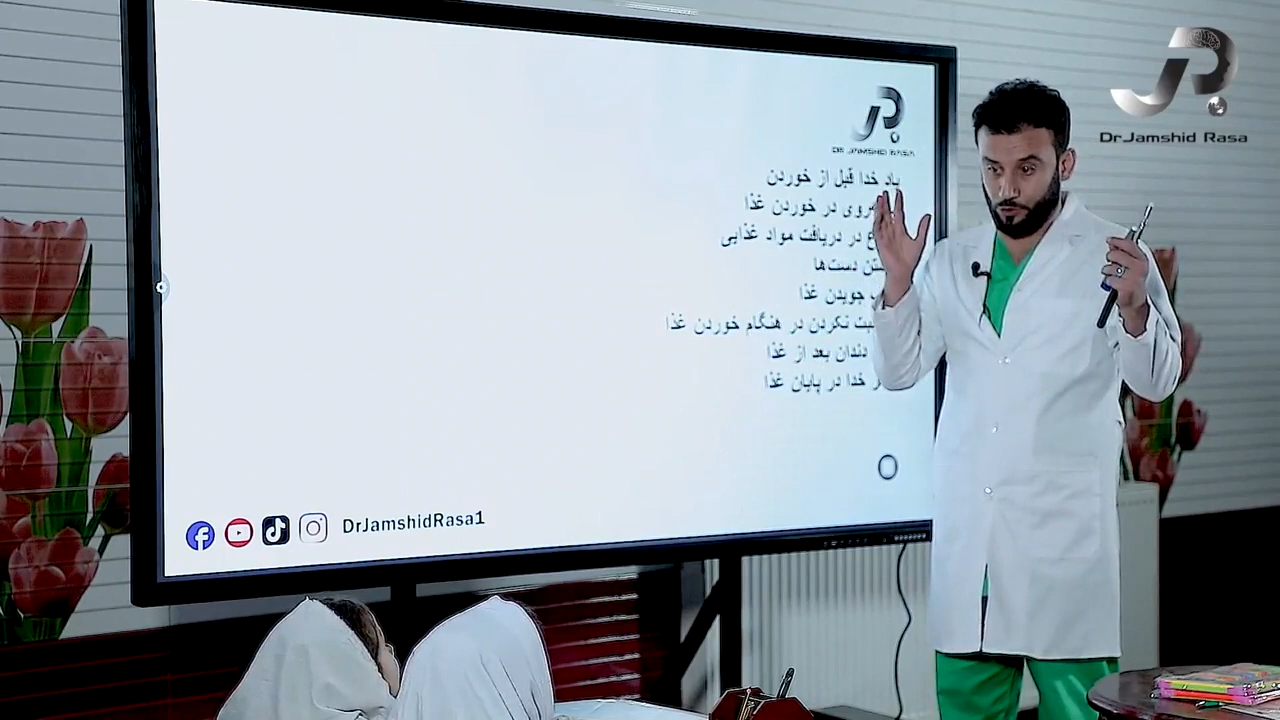 DrJamshid Rasa
DR JAMSHID RASA
یاد خدا قبل از خوردن
در خوردن غذا
در دریافت مواد غذایی
دست‌ها
جویدن غذا
نکردن در هنگام خوردن غذا
دندان بعد از غذا
خدا در پایان غذا
DrJamshidRasa1